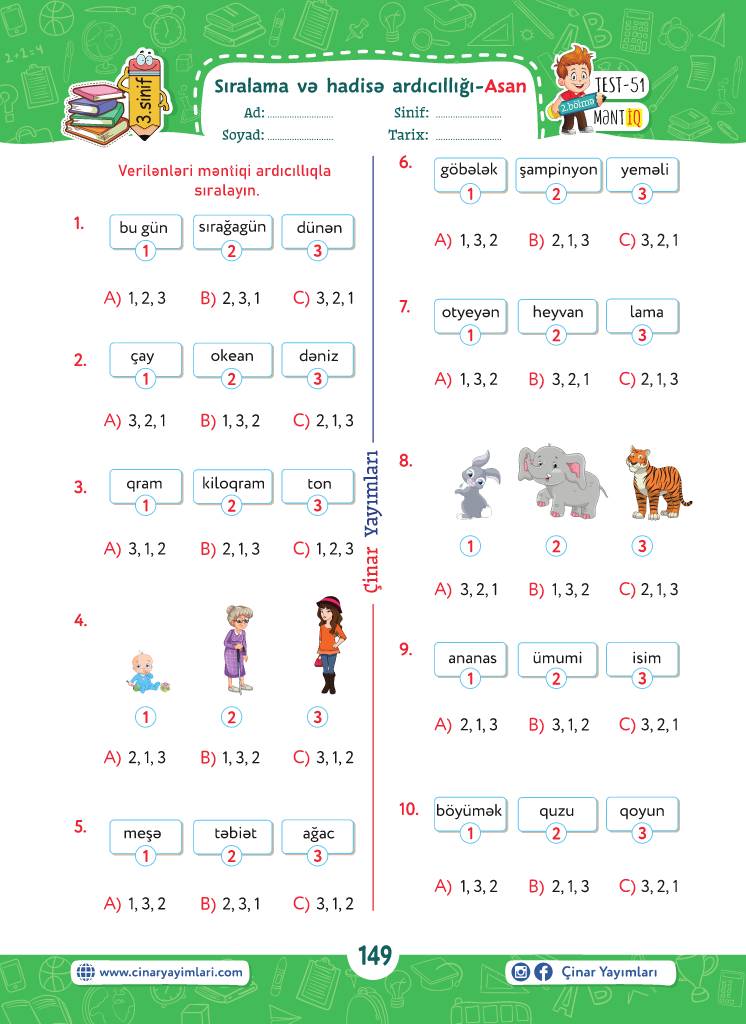 3.sinif
Sıralama və hadisə ardıcıllığı-Asan
Ad: ........................ Sinif: ........................
Soyad: ........................ Tarix: ........................
TEST-51
2.bölmə
MƏNTİQ
Verilənləri məntiqi ardıcıllıqla
sıralayın.
1.
bu gün sırağagün dünən
1 2 3
A) 1, 2, 3 B) 2, 3, 1 C) 3, 2, 1
2.
çay okean dəniz
1 2 3
A) 3, 2, 1 B) 1, 3, 2 C) 2, 1, 3
3.
qram kiloqram ton
1 2 3
A) 3, 1, 2 B) 2, 1, 3 C) 1, 2, 3
4.
1 2 3
A) 2, 1, 3 B) 1, 3, 2 C) 3, 1, 2
5.
meşə təbiət ağac
1 2 3
A) 1, 3, 2 B) 2, 3, 1 C) 3, 1, 2
Çinar Yayımları
6.
göbələk şampinyon yeməli
1 2 3
A) 1, 3, 2 B) 2, 1, 3 C) 3, 2, 1
7.
otyeyən heyvan lama
1 2 3
A) 1, 3, 2 B) 3, 2, 1 C) 2, 1, 3
8.
1 2 3
A) 3, 2, 1 B) 1, 3, 2 C) 2, 1, 3
9.
ananas ümumi isim
1 2 3
A) 2, 1, 3 B) 3, 1, 2 C) 3, 2, 1
10.
böyümək quzu qoyun
1 2 3
A) 1, 3, 2 B) 2, 1, 3 C) 3, 2, 1
www.cinaryayimlari.com
149
Çinar Yayımları